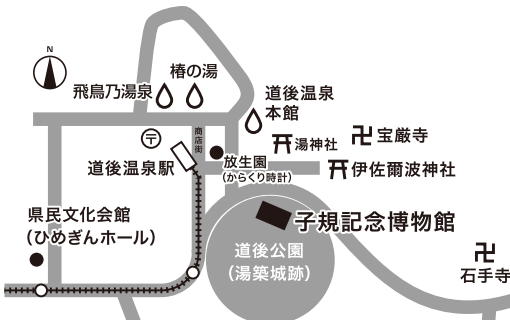 N
椿の湯
飛鳥乃湯泉
道後温泉
本館
商店街
湯神社
宝厳寺
放生園
(からくり時計)
道後温泉駅
伊佐爾波神社
県民文化会館
(ひめぎんホール)
子規記念博物館
道後公園
(湯築城跡)
石手寺